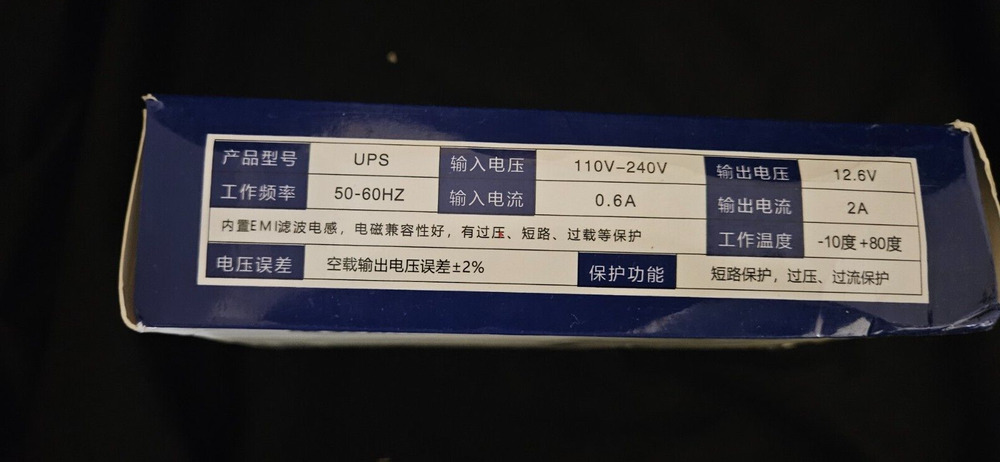 产品型号 UPS 输入电压 110V-240V 输出电压 12.6V
工作频率 50-60HZ 输入电流 0.6A 输出电流 2A
内置EMI滤波电感，电磁兼容性好，有过压、短路、过载等保护 工作温度 -10度+80度
电压误差 空载输出电压误差±2% 保护功能 短路保护，过压、过流保护